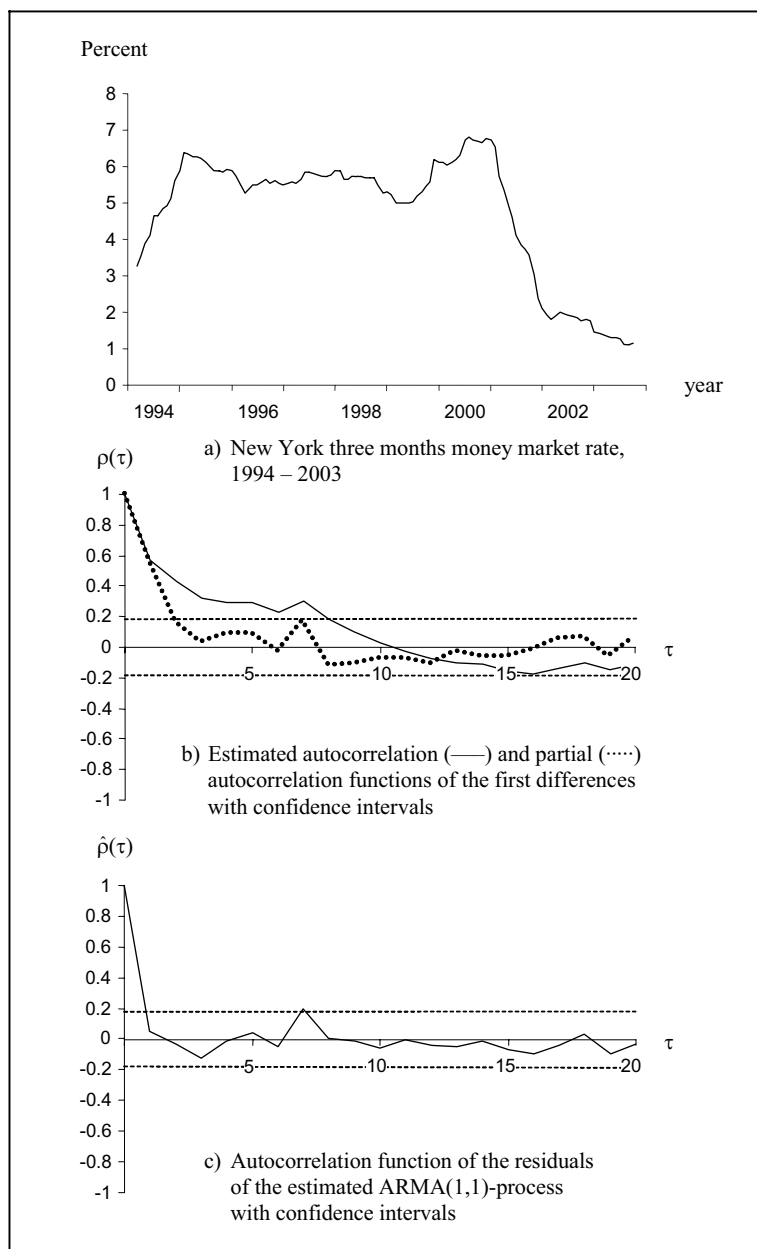 Percent
8
7
6
5
4
3
2
1
0
1994 1996 1998 2000 2002
year
a) New York three months money market rate,
1994 – 2003
ρ(τ)
1
0.8
0.6
0.4
0.2
0
-0.2
-0.4
-0.6
-0.8
-1
5 10 15 20
τ
b) Estimated autocorrelation (——) and partial (·····)
autocorrelation functions of the first differences
with confidence intervals
ρ̂(τ)
1
0.8
0.6
0.4
0.2
0
-0.2
-0.4
-0.6
-0.8
-1
5 10 15 20
τ
c) Autocorrelation function of the residuals
of the estimated ARMA(1,1)-process
with confidence intervals